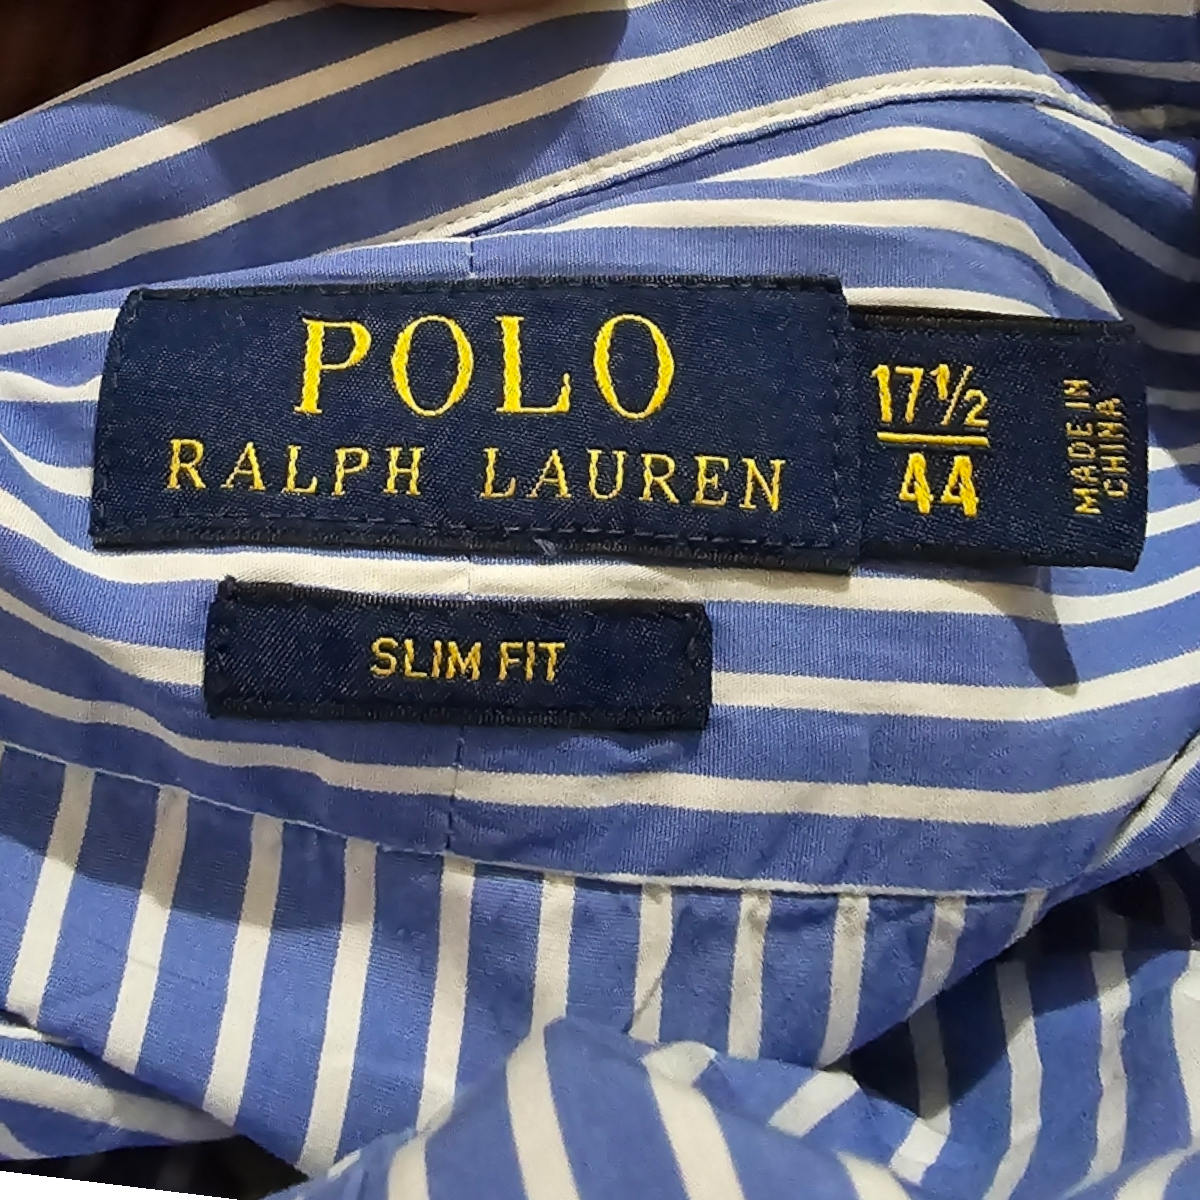 POLO
RALPH LAUREN
17½
44
MADE IN
CHINA
SLIM FIT